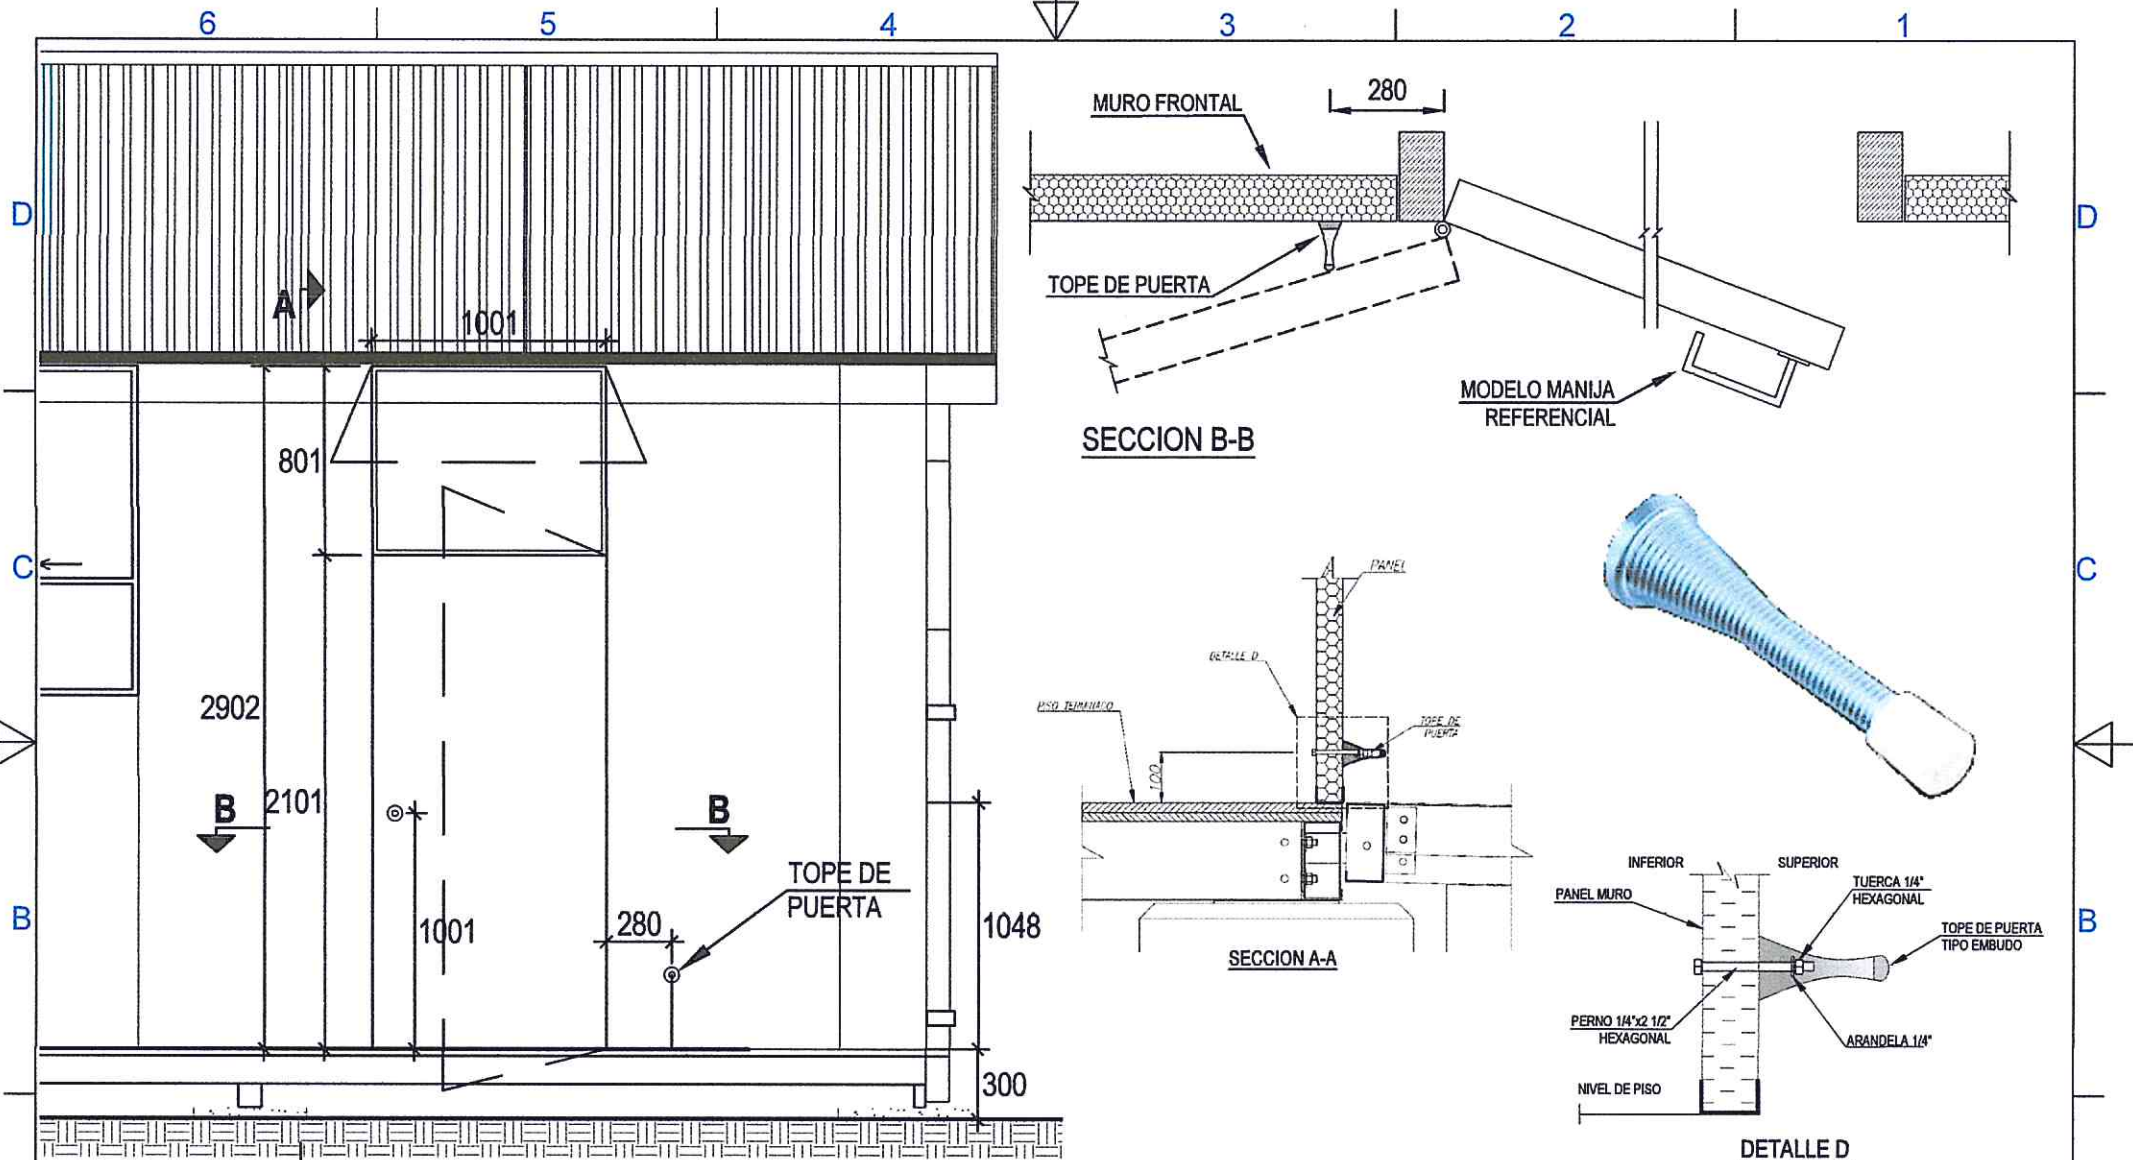 6 5 4 3 2 1
D
D
C
C
B
B
A
1001
801
2902
2101
B
B
1001
280
TOPE DE
PUERTA
1048
300
MURO FRONTAL
280
TOPE DE PUERTA
MODELO MANIJA
REFERENCIAL
SECCION B-B
PANEL
DETALLE D
PISO TERMINADO
TOPE DE
PUERTA
100
SECCION A-A
INFERIOR
SUPERIOR
PANEL MURO
TUERCA 1/4"
HEXAGONAL
TOPE DE PUERTA
TIPO EMBUDO
PERNO 1/4"x2 1/2"
HEXAGONAL
ARANDELA 1/4"
NIVEL DE PISO
DETALLE D